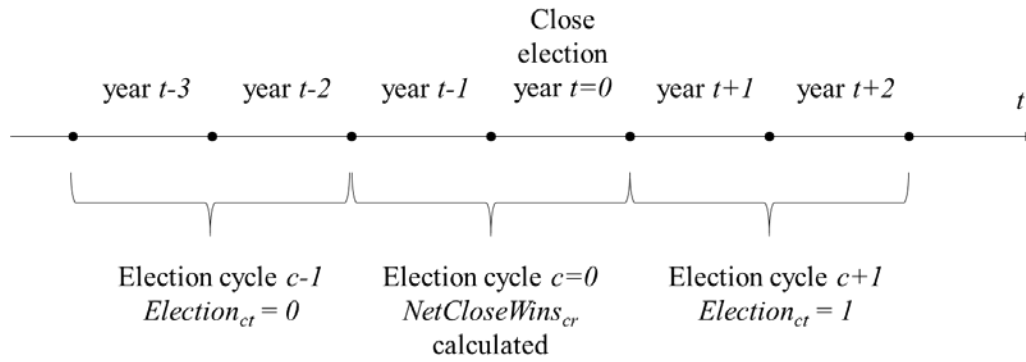 Close
election
year t-3 year t-2 year t-1 year t=0 year t+1 year t+2
t
Election cycle c-1 Election cycle c=0 Election cycle c+1
Election_ct = 0 NetCloseWins_cr Election_ct = 1
calculated